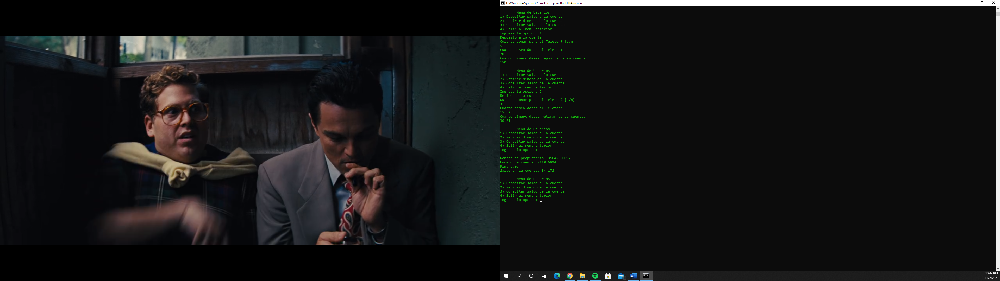 C:\Windows\System32\cmd.exe - java  BankOfAmerica
Menu de Usuarios
1) Depositar saldo a la cuenta
2) Retirar dinero de la cuenta
3) Consultar saldo de la cuenta
4) Salir al menu anterior
Ingresa la opcion: 1
Deposito a la cuenta
Quieres donar para el Teleton? [s/n]:
s
Cuanto desea donar al Teleton:
20
Cuando dinero desea depositar a su cuenta:
150
Menu de Usuarios
1) Depositar saldo a la cuenta
2) Retirar dinero de la cuenta
3) Consultar saldo de la cuenta
4) Salir al menu anterior
Ingresa la opcion: 2
Retiro de la cuenta
Quieres donar para el Teleton? [s/n]:
s
Cuanto desea donar al Teleton:
15.62
Cuando dinero desea retirar de su cuenta:
30.21
Menu de Usuarios
1) Depositar saldo a la cuenta
2) Retirar dinero de la cuenta
3) Consultar saldo de la cuenta
4) Salir al menu anterior
Ingresa la opcion: 3
Nombre de propietario: OSCAR LOPEZ
Numero de cuenta: 2118468943
Pin: 6709
Saldo en la cuenta: 84.17$
Menu de Usuarios
1) Depositar saldo a la cuenta
2) Retirar dinero de la cuenta
3) Consultar saldo de la cuenta
4) Salir al menu anterior
Ingresa la opcion:
10:42 PM
11/2/2020